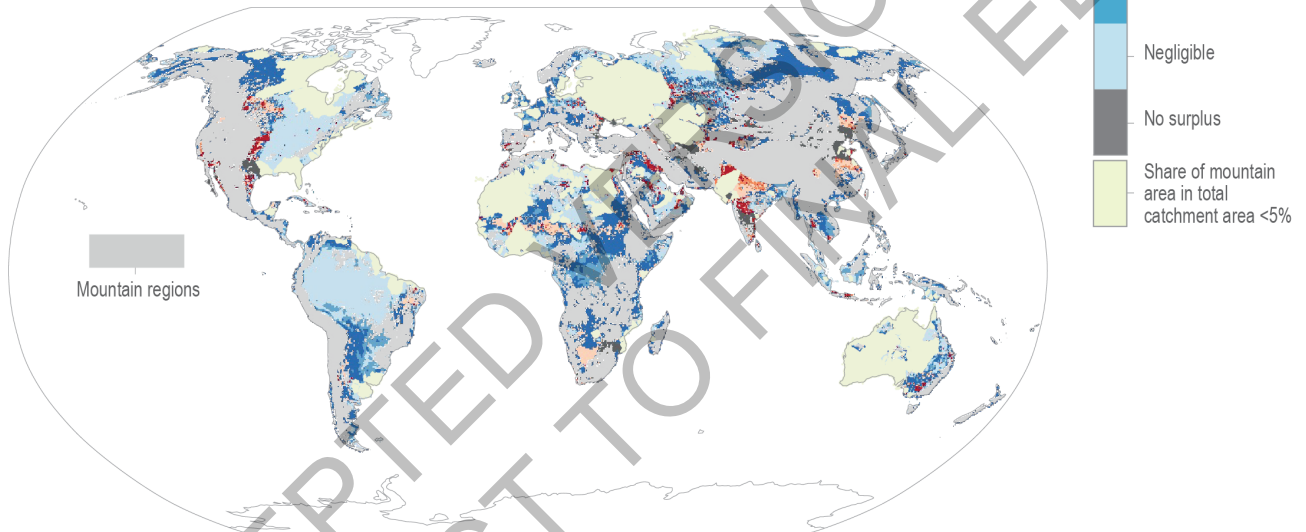 Negligible
No surplus
Share of mountain
area in total
catchment area <5%
Mountain regions